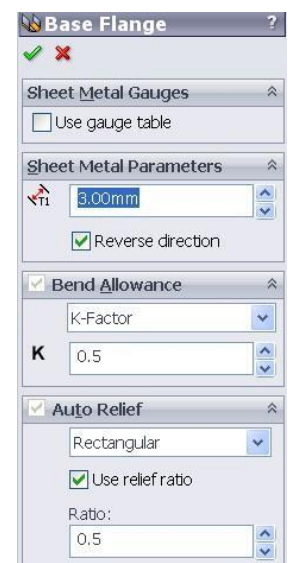 Base Flange ?
Sheet Metal Gauges
Use gauge table
Sheet Metal Parameters
T1 3.00mm
Reverse direction
Bend Allowance
K-Factor
K 0.5
Auto Relief
Rectangular
Use relief ratio
Ratio:
0.5